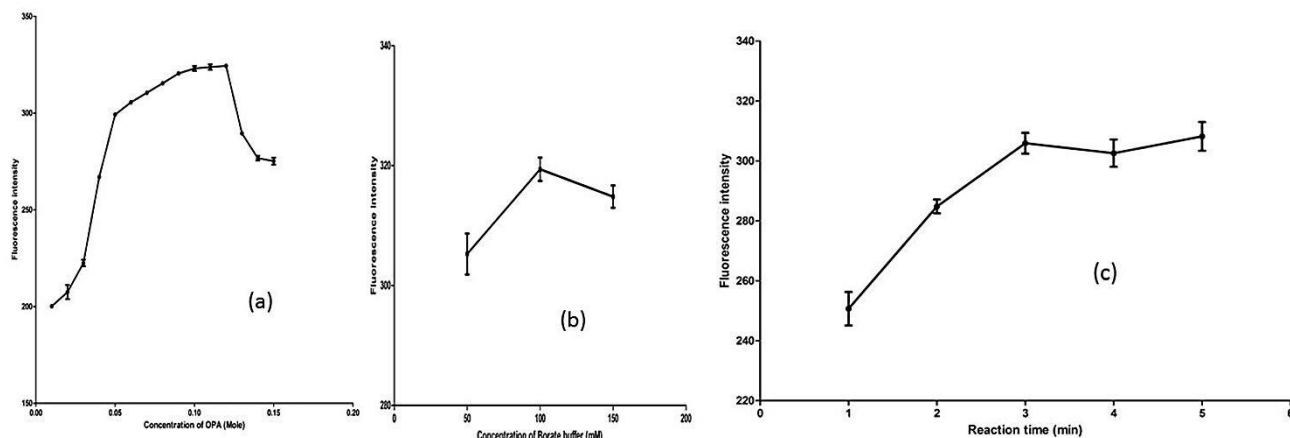 350
300
250
200
150
Fluorescence intensity
(a)
0.00 0.05 0.10 0.15 0.20
Concentration of OPA (Mole)
340
320
300
280
Fluorescence intensity
(b)
0 50 100 150 200
Concentration of Borate buffer (mM)
340
320
300
280
260
240
220
Fluorescence intensity
(c)
0 1 2 3 4 5 6
Reaction time (min)